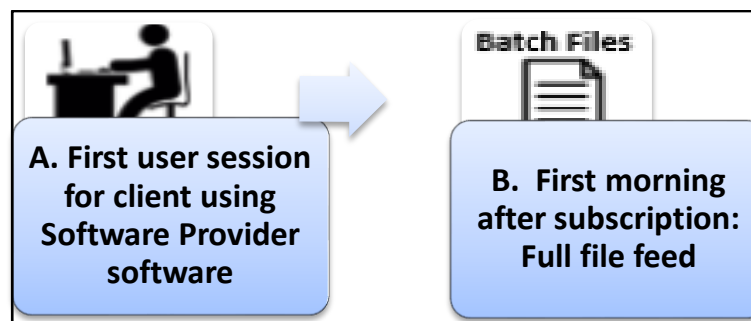 A. First user session
for client using
Software Provider
software
Batch Files
B. First morning
after subscription:
Full file feed